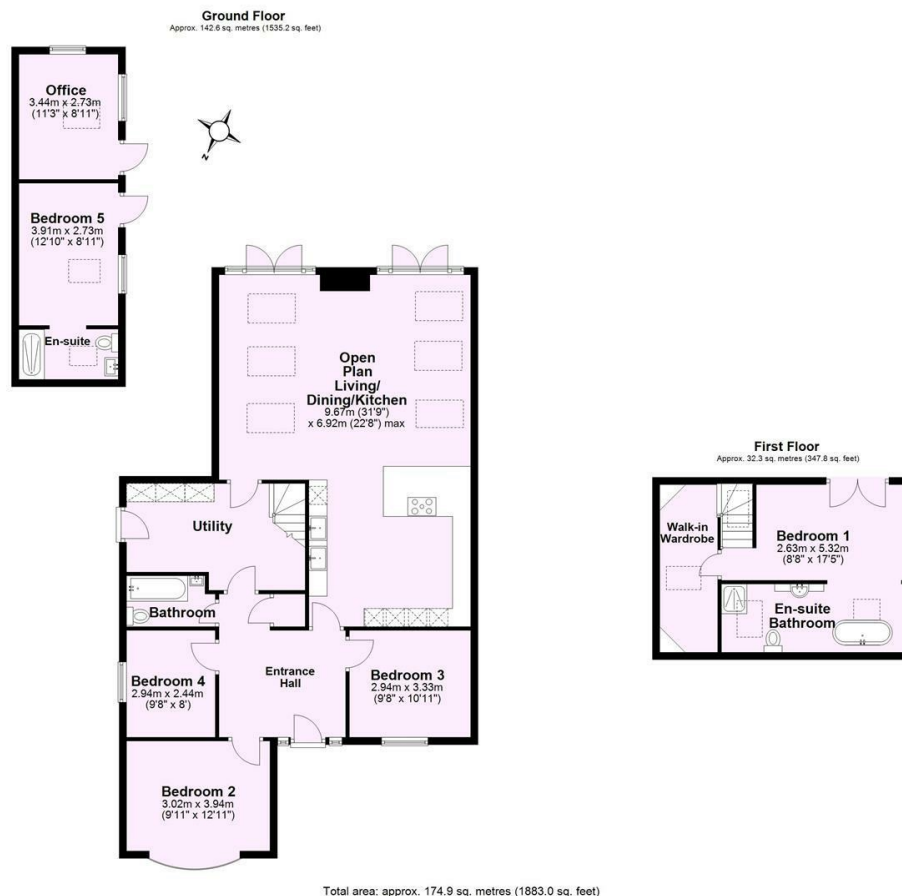 Ground Floor
Approx. 142.6 sq. metres (1535.2 sq. feet)
Office
3.44m x 2.73m
(11'3" x 8'11")
N
Bedroom 5
3.91m x 2.73m
(12'10" x 8'11")
En-suite
Open
Plan
Living/
Dining/Kitchen
9.67m (31'9")
x 6.92m (22'8") max
Utility
Bathroom
Entrance
Hall
Bedroom 4
2.94m x 2.44m
(9'8" x 8')
Bedroom 3
2.94m x 3.33m
(9'8" x 10'11")
Bedroom 2
3.02m x 3.94m
(9'11" x 12'11")
First Floor
Approx. 32.3 sq. metres (347.8 sq. feet)
Walk-in
Wardrobe
Bedroom 1
2.63m x 5.32m
(8'8" x 17'5")
En-suite
Bathroom
Total area: approx. 174.9 sq. metres (1883.0 sq. feet)